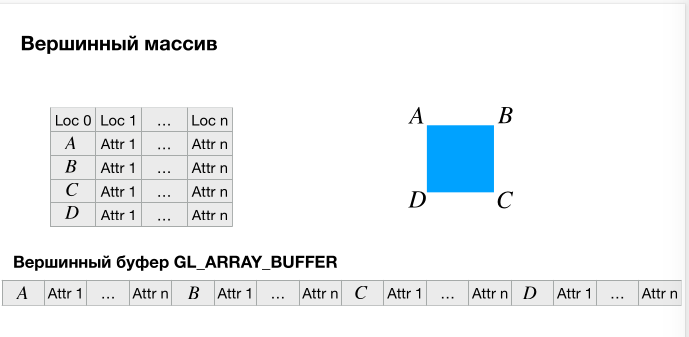 Вершинный массив
Loc 0 Loc 1 ... Loc n
A Attr 1 ... Attr n
B Attr 1 ... Attr n
C Attr 1 ... Attr n
D Attr 1 ... Attr n
A B
D C
Вершинный буфер GL_ARRAY_BUFFER
A Attr 1 ... Attr n B Attr 1 ... Attr n C Attr 1 ... Attr n D Attr 1 ... Attr n